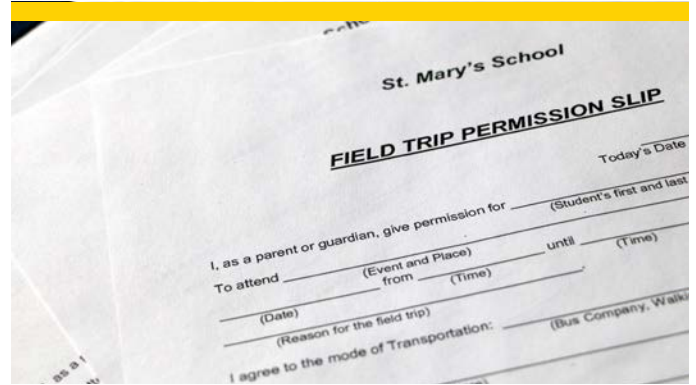 St. Mary's School
FIELD TRIP PERMISSION SLIP
Today's Date
I, as a parent or guardian, give permission for
(Student's first and last
To attend
(Event and Place)
until
(Time)
(Date)
from
(Time)
(Reason for the field trip)
I agree to the mode of Transportation:
(Bus Company,
as a